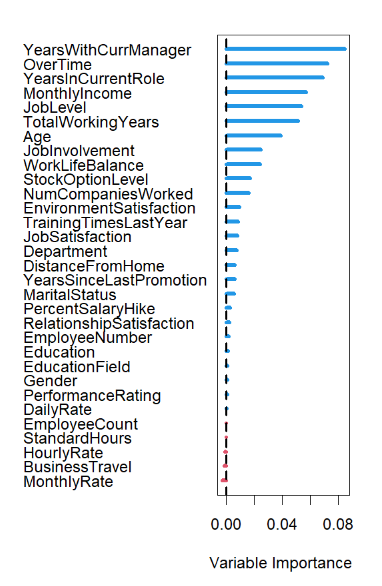 YearsWithCurrManager
OverTime
YearsInCurrentRole
MonthlyIncome
JobLevel
TotalWorkingYears
Age
JobInvolvement
WorkLifeBalance
StockOptionLevel
NumCompaniesWorked
EnvironmentSatisfaction
TrainingTimesLastYear
JobSatisfaction
Department
DistanceFromHome
YearsSinceLastPromotion
MaritalStatus
PercentSalaryHike
RelationshipSatisfaction
EmployeeNumber
Education
EducationField
Gender
PerformanceRating
DailyRate
EmployeeCount
StandardHours
HourlyRate
BusinessTravel
MonthlyRate
0.00 0.04 0.08
Variable Importance